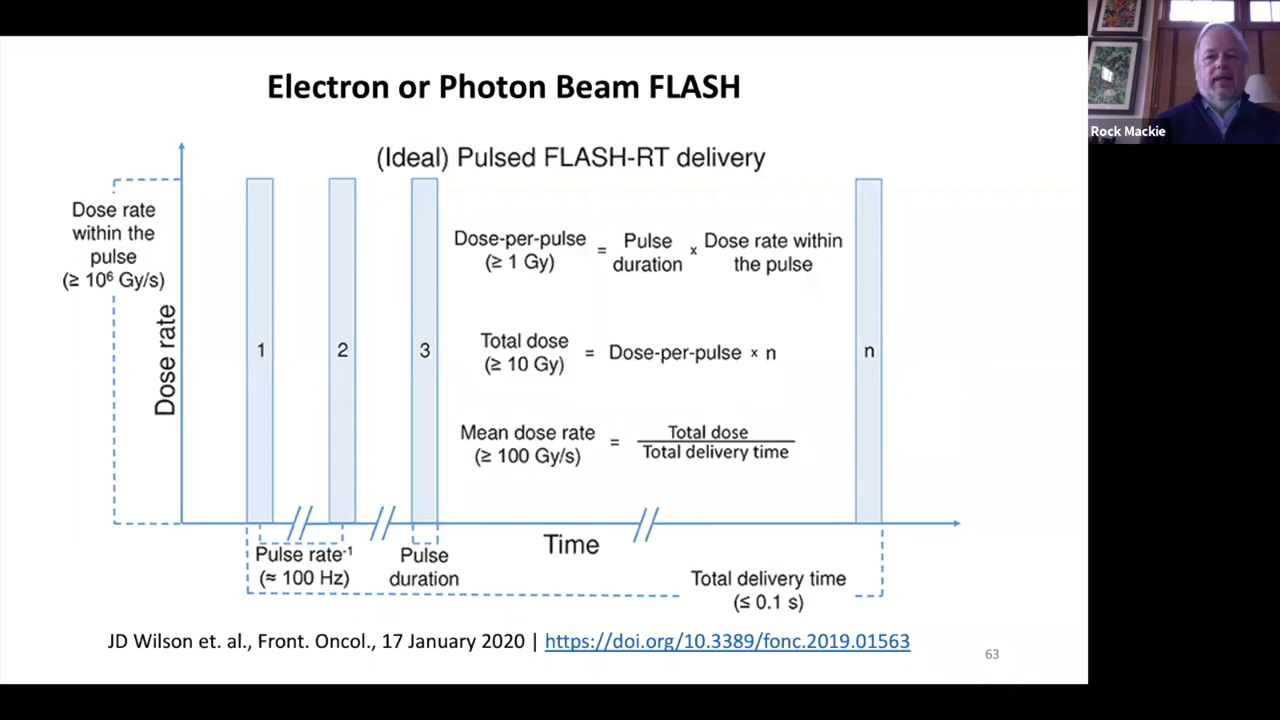 Electron or Photon Beam FLASH
Rock Mackie
(Ideal) Pulsed FLASH-RT delivery
Dose rate
within the
pulse
(≥ 10⁶ Gy/s)
Dose rate
Dose-per-pulse
(≥ 1 Gy)
=
Pulse
duration
x
Dose rate within
the pulse
1
2
3
n
Total dose
(≥ 10 Gy)
= Dose-per-pulse x n
Mean dose rate
(≥ 100 Gy/s)
=
Total dose
Total delivery time
Time
Pulse rate⁻¹
(≈ 100 Hz)
Pulse
duration
Total delivery time
(≤ 0.1 s)
JD Wilson et. al., Front. Oncol., 17 January 2020 | https://doi.org/10.3389/fonc.2019.01563
63